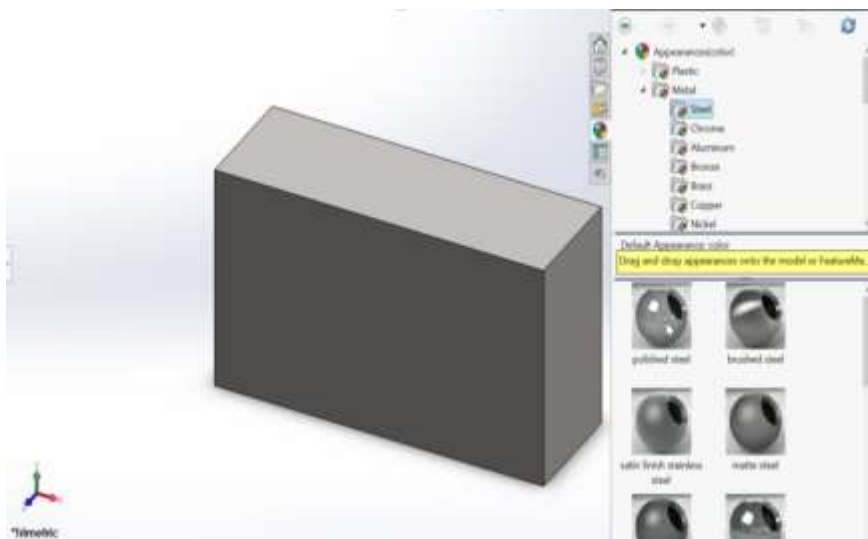 Appearances(color)
Plastic
Metal
Steel
Chrome
Aluminum
Bronze
Brass
Copper
Nickel
Default Appearance: color
Drag and drop appearances onto the model or FeatureMa...
polished steel
brushed steel
satin finish stainless
steel
matte steel
*Trimetric